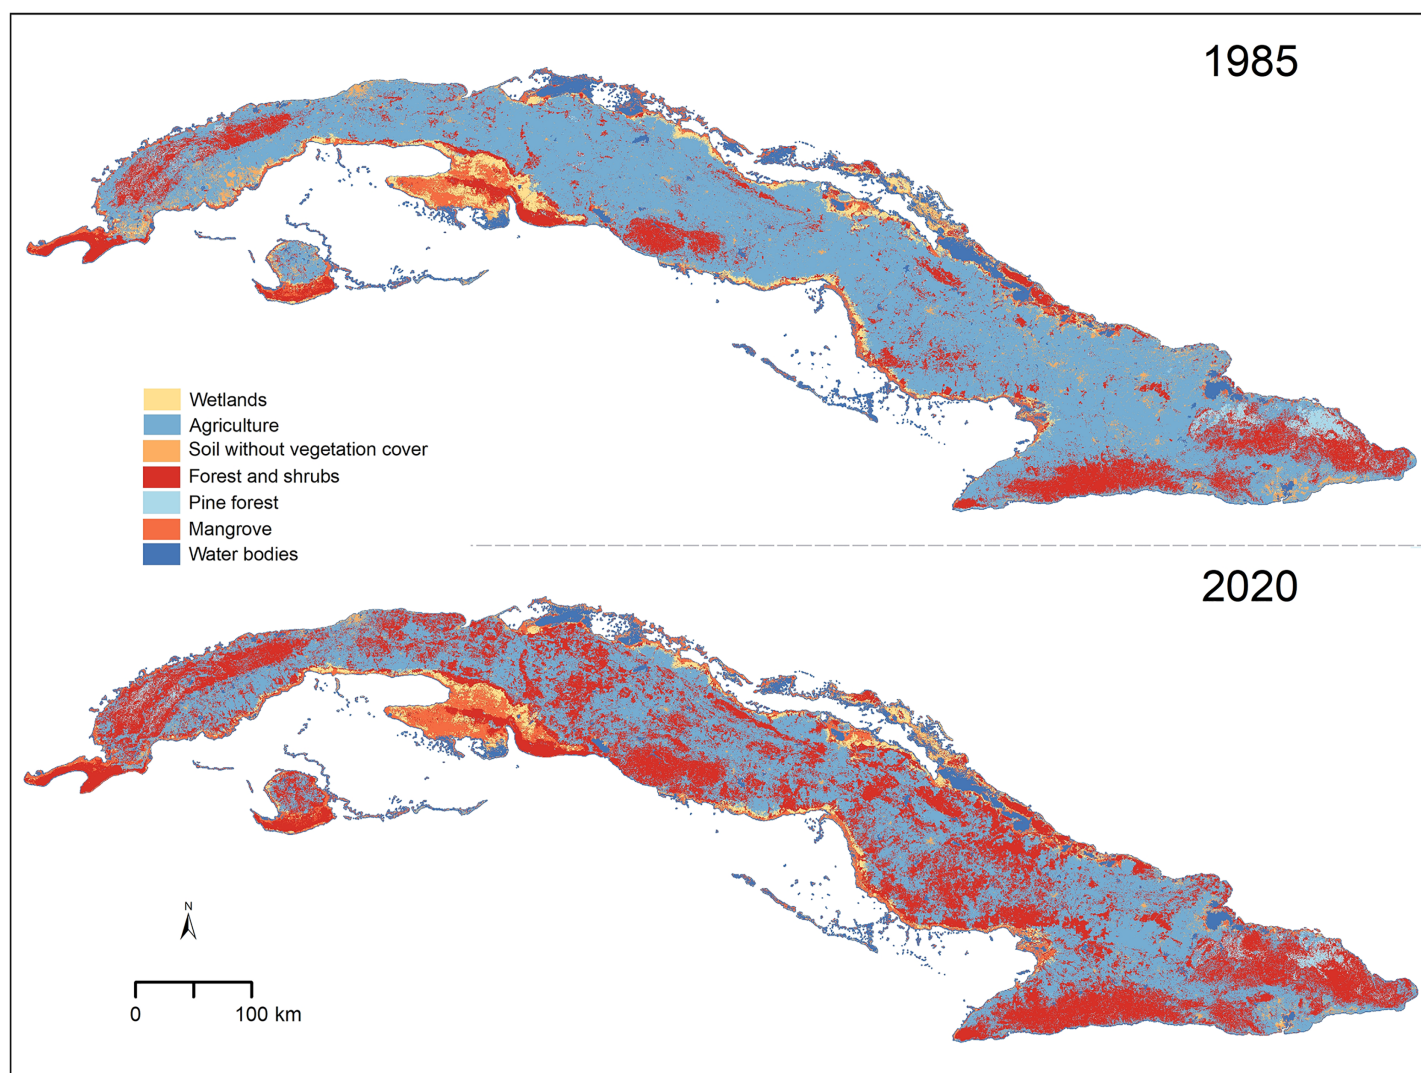 1985
Wetlands
Agriculture
Soil without vegetation cover
Forest and shrubs
Pine forest
Mangrove
Water bodies
2020
N
0 100 km